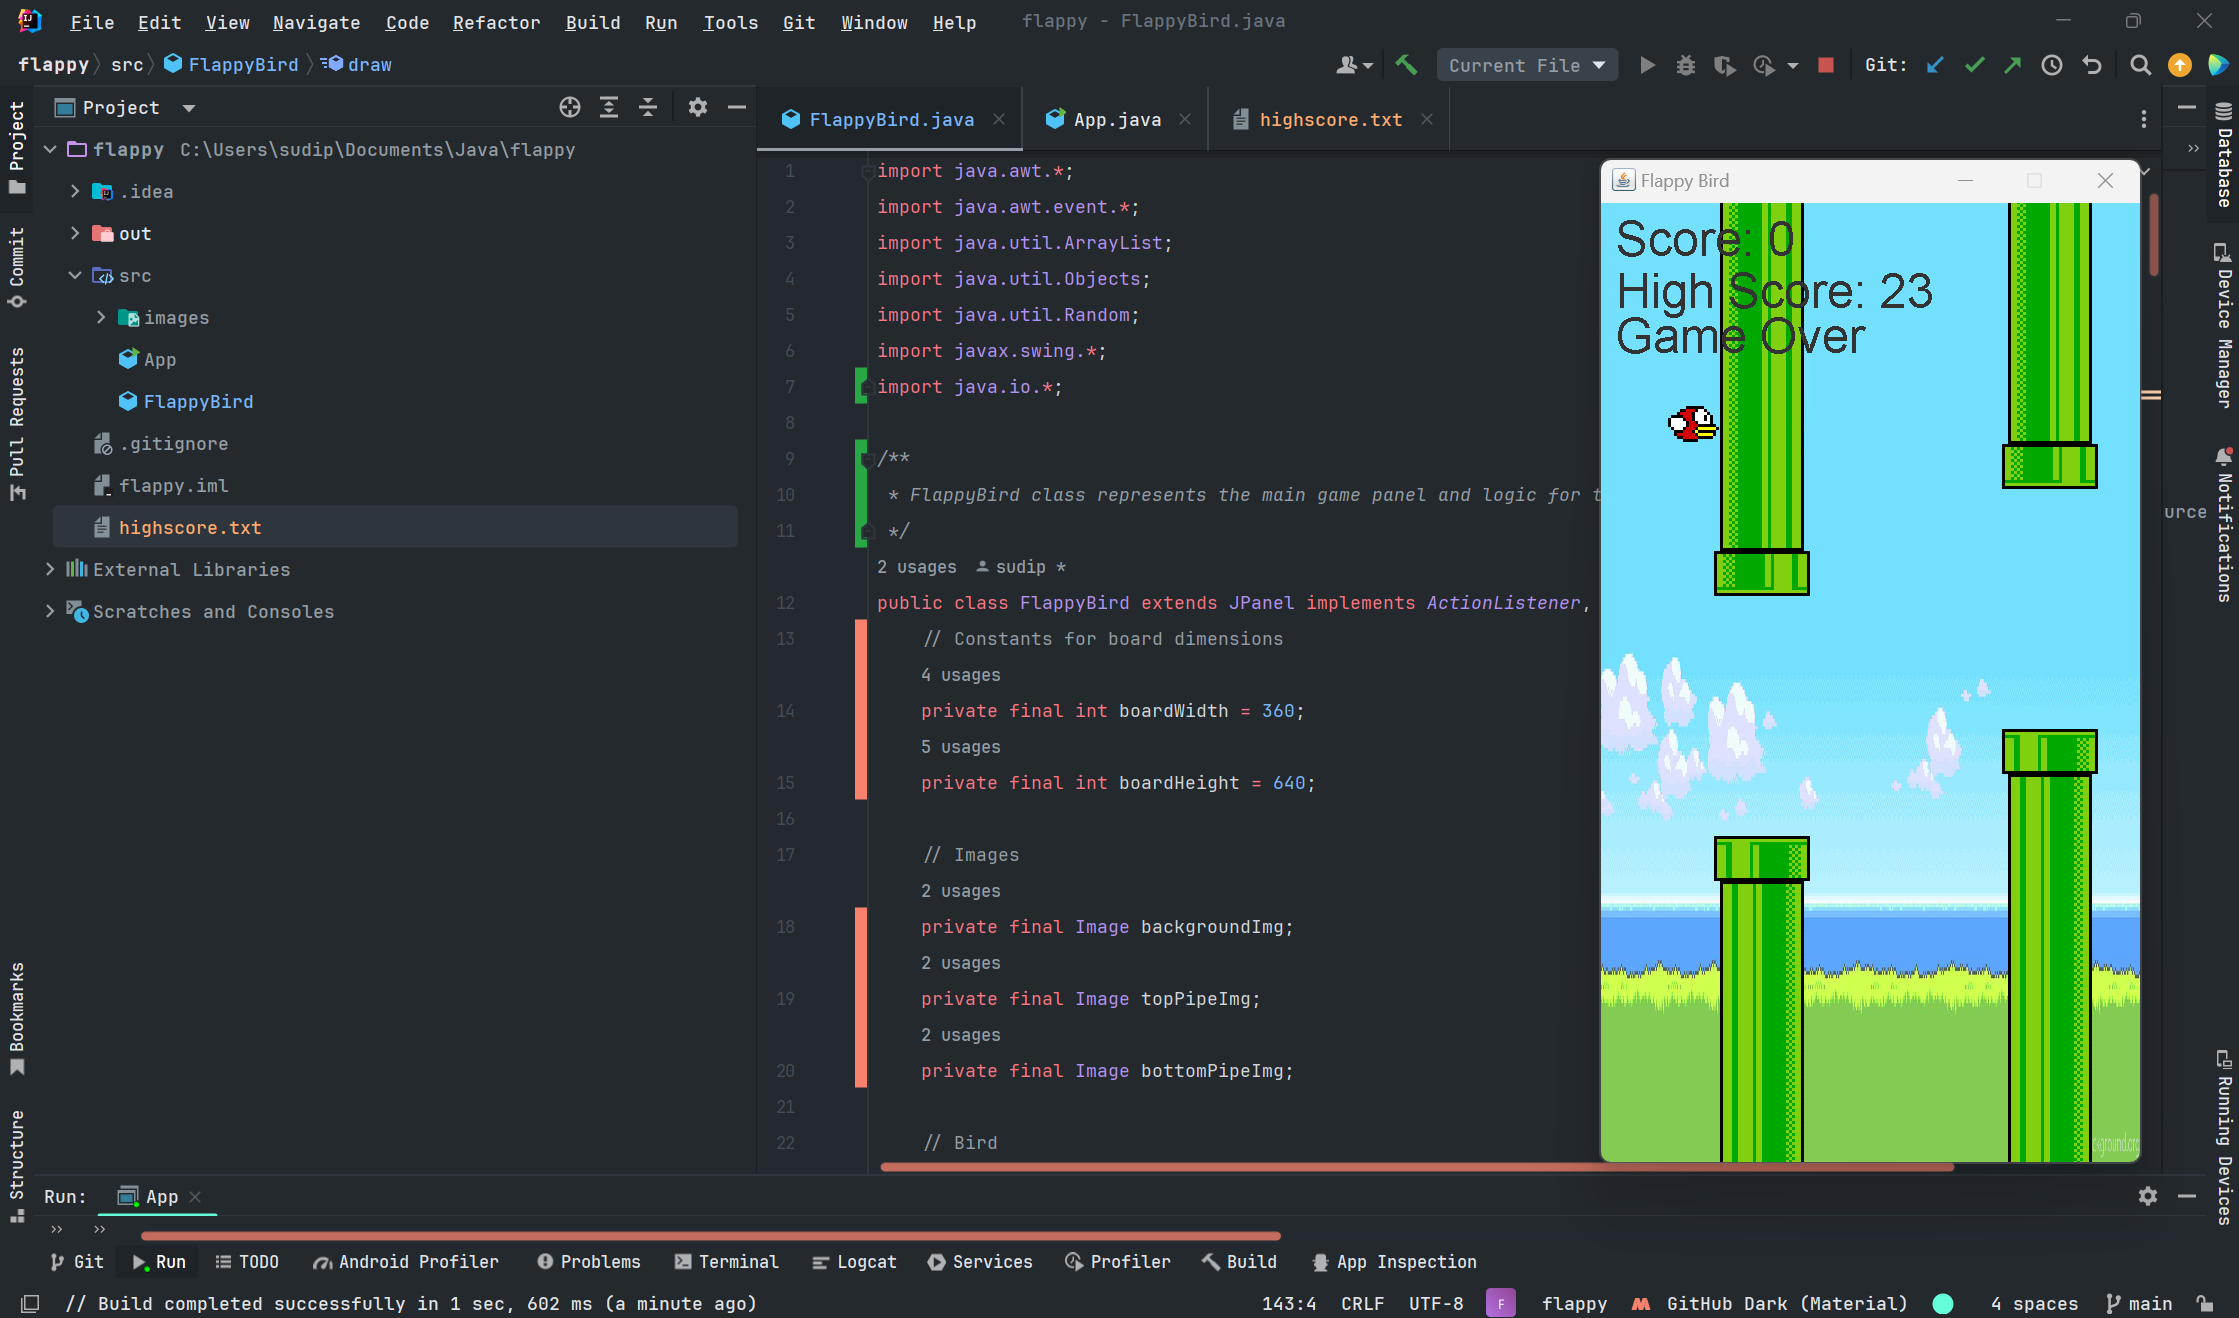 File Edit View Navigate Code Refactor Build Run Tools Git Window Help flappy - FlappyBird.java
flappy src FlappyBird draw Current File Git:
Project
FlappyBird.java App.java highscore.txt
flappy C:\Users\sudip\Documents\Java\flappy
.idea
out
src
images
App
FlappyBird
.gitignore
flappy.iml
highscore.txt
External Libraries
Scratches and Consoles
Project
Commit
Pull Requests
Bookmarks
Structure
1 import java.awt.*;
2 import java.awt.event.*;
3 import java.util.ArrayList;
4 import java.util.Objects;
5 import java.util.Random;
6 import javax.swing.*;
7 import java.io.*;
8
9 /**
10 * FlappyBird class represents the main game panel and logic for t
11 */
2 usages sudip *
12 public class FlappyBird extends JPanel implements ActionListener,
13 // Constants for board dimensions
4 usages
14 private final int boardWidth = 360;
5 usages
15 private final int boardHeight = 640;
16
17 // Images
2 usages
18 private final Image backgroundImg;
2 usages
19 private final Image topPipeImg;
2 usages
20 private final Image bottomPipeImg;
21
22 // Bird
Flappy Bird
Score: 0
High Score: 23
Game Over
urce
Database
Device Manager
Notifications
Running Devices
Run: App
Git Run TODO Android Profiler Problems Terminal Logcat Services Profiler Build App Inspection
// Build completed successfully in 1 sec, 602 ms (a minute ago) 143:4 CRLF UTF-8 F flappy GitHub Dark (Material) 4 spaces main